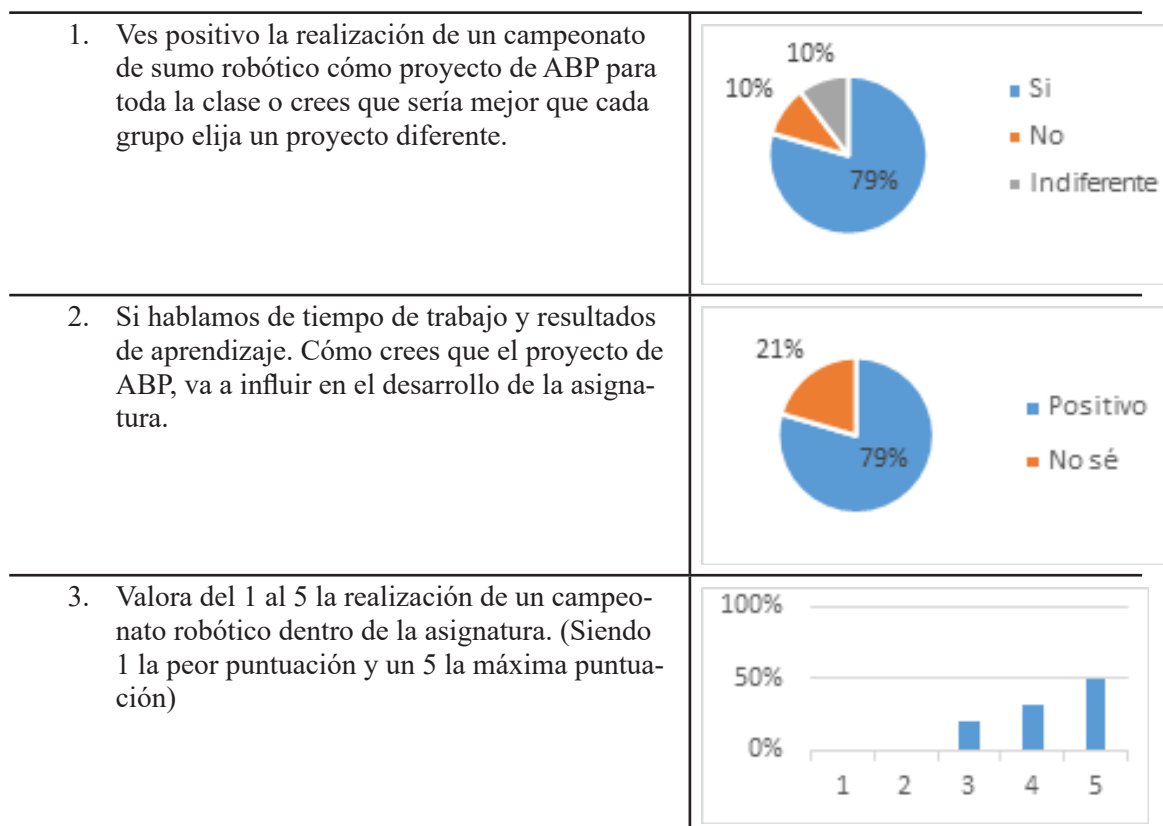 1. Ves positivo la realización de un campeonato
de sumo robótico cómo proyecto de ABP para
toda la clase o crees que sería mejor que cada
grupo elija un proyecto diferente.
10%
10%
79%
Si
No
Indiferente
2. Si hablamos de tiempo de trabajo y resultados
de aprendizaje. Cómo crees que el proyecto de
ABP, va a influir en el desarrollo de la asigna-
tura.
21%
79%
Positivo
No sé
3. Valora del 1 al 5 la realización de un campeo-
nato robótico dentro de la asignatura. (Siendo
1 la peor puntuación y un 5 la máxima puntua-
ción)
100%
50%
0%
1 2 3 4 5